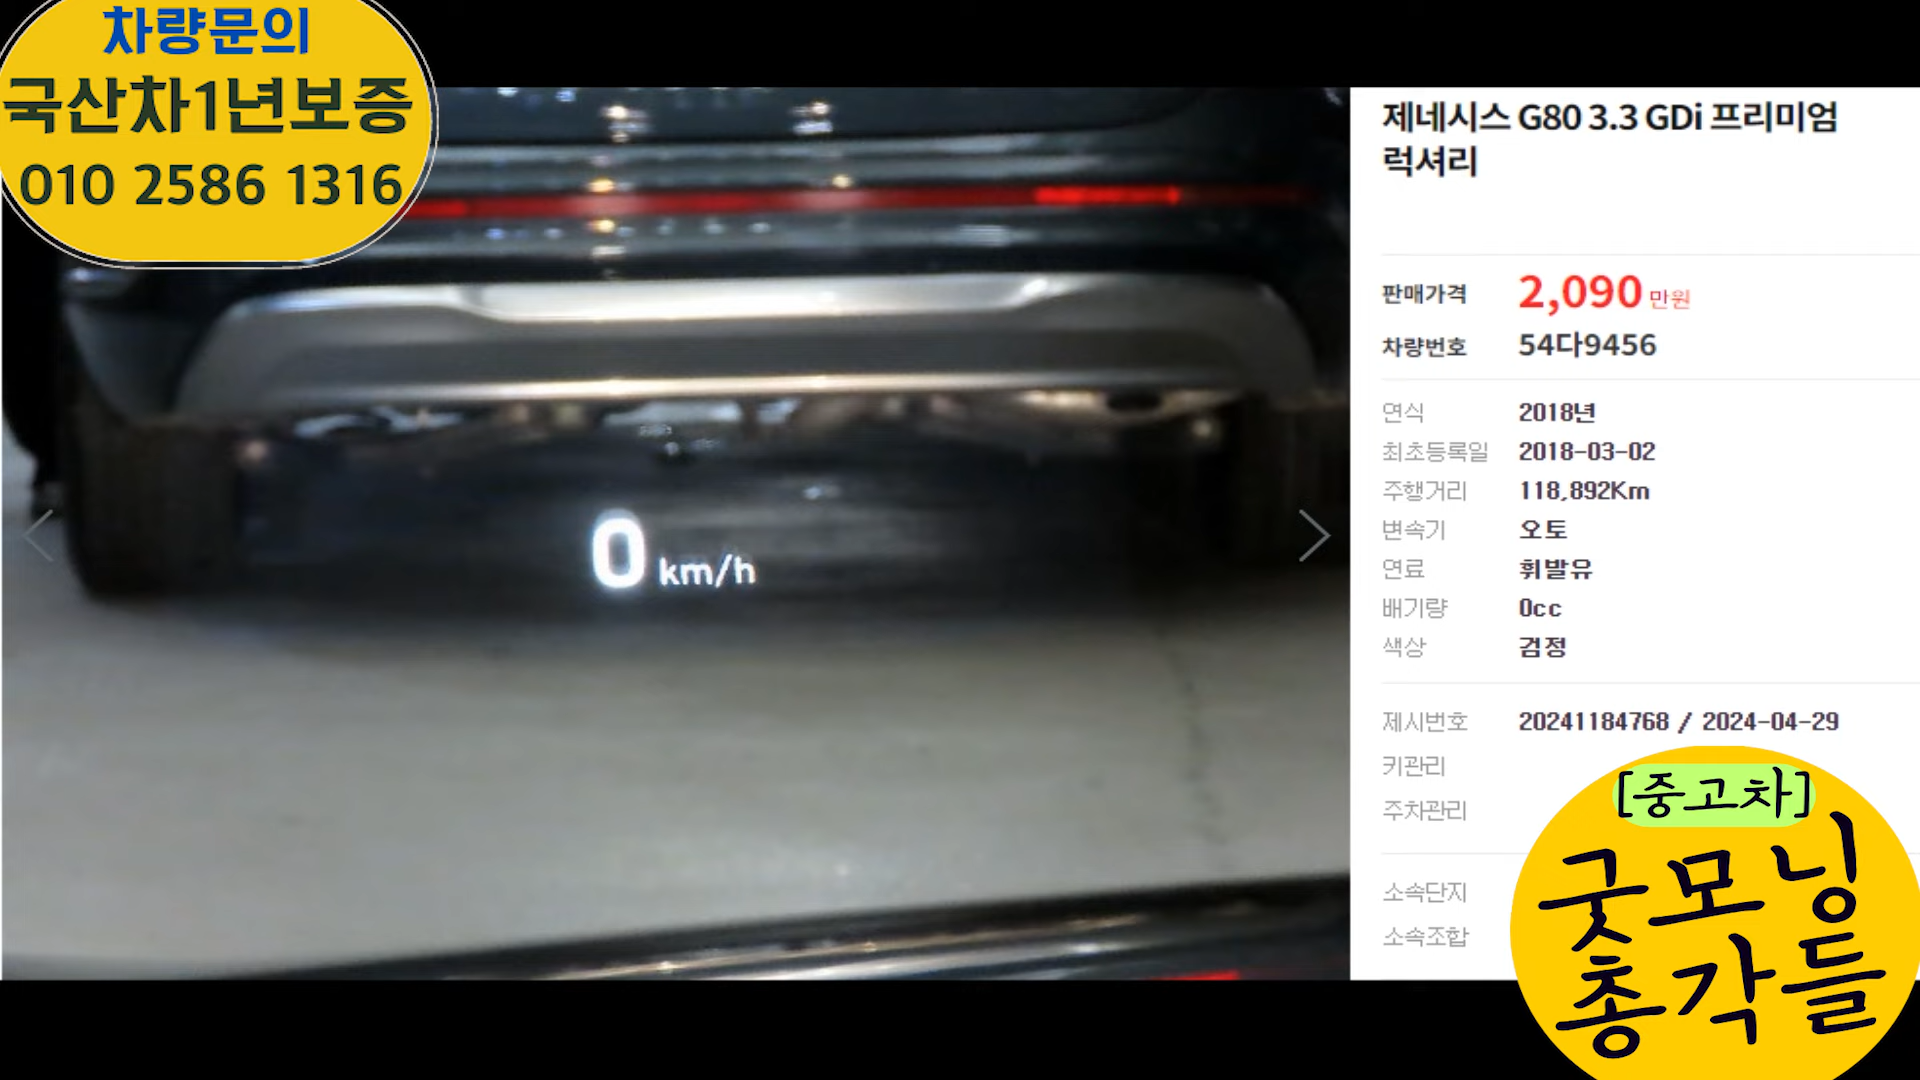 차량문의
국산차1년보증
010 2586 1316
제네시스 G80 3.3 GDi 프리미엄
럭셔리
판매가격 2,090 만원
차량번호 54다9456
연식 2018년
최초등록일 2018-03-02
주행거리 118,892Km
변속기 오토
연료 휘발유
배기량 0cc
색상 검정
제시번호 20241184768 / 2024-04-29
키관리
주차관리
소속단지
소속조합
0 km/h
[중고차]
굿모닝
총각들